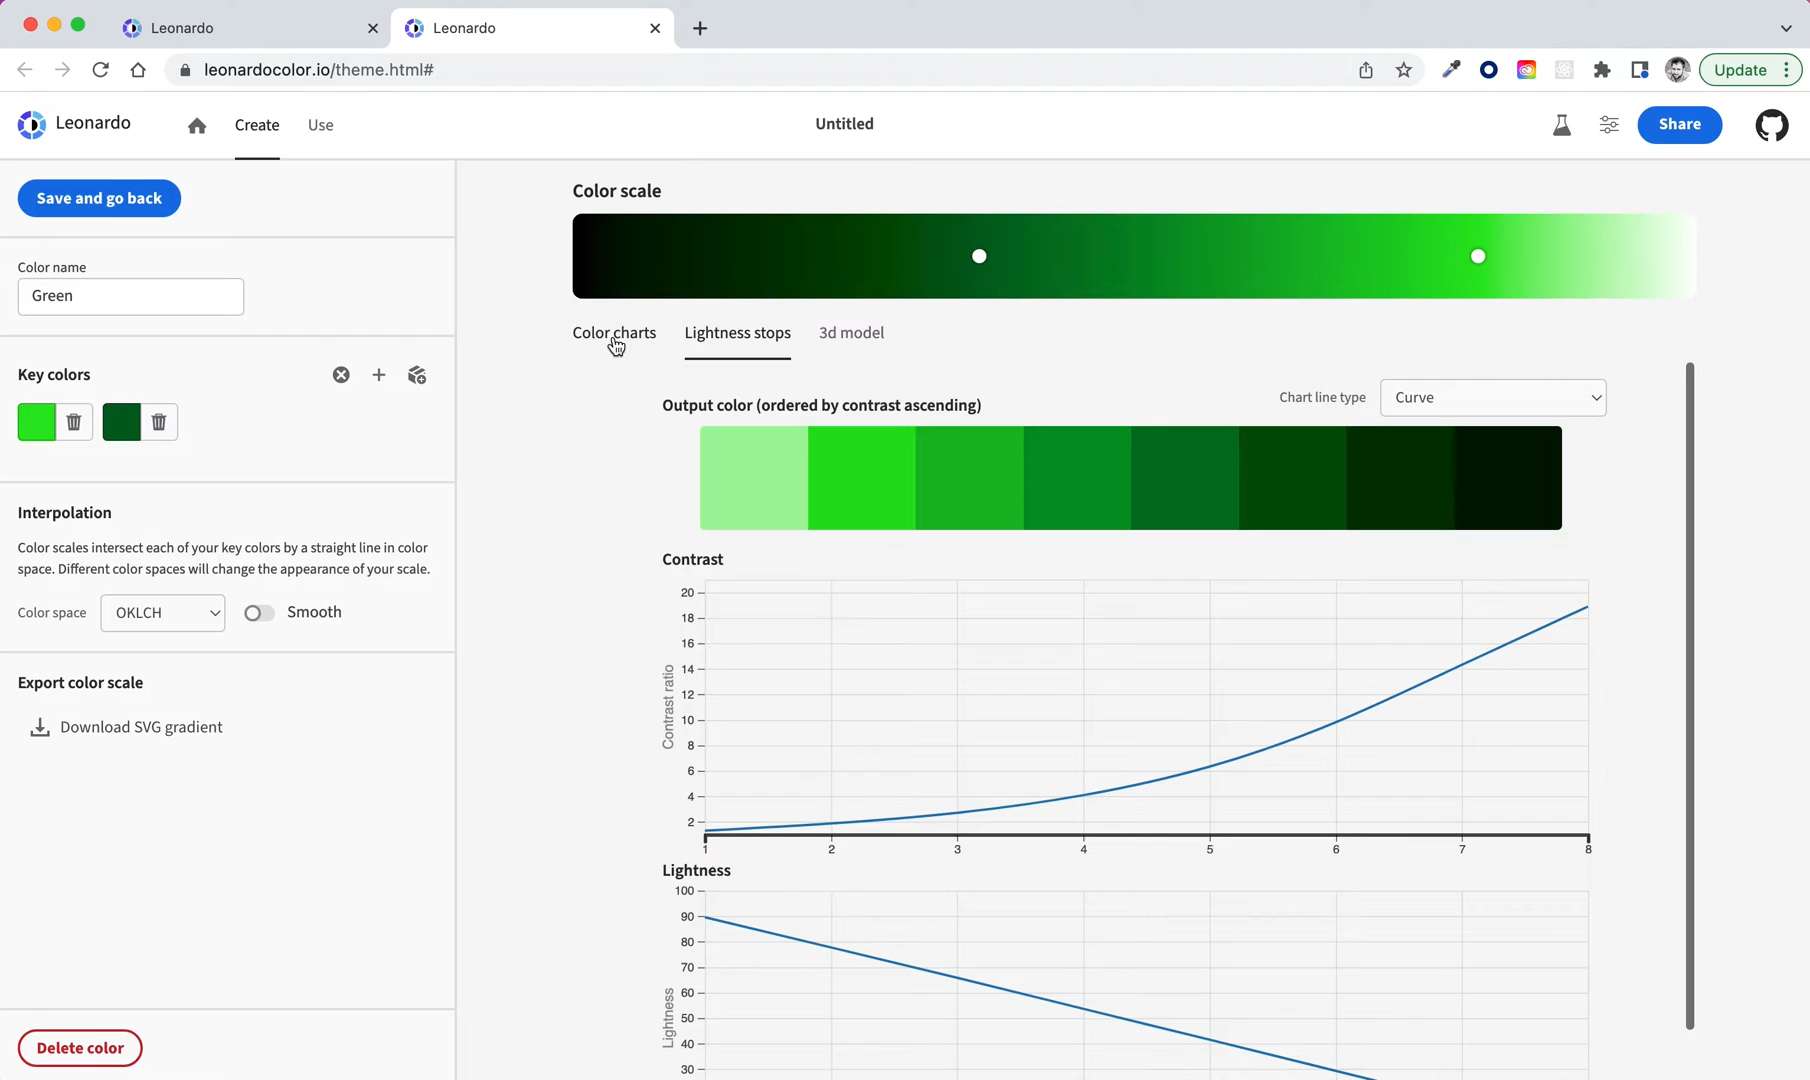 Leonardo
Leonardo
leonardocolor.io/theme.html#
Update
Leonardo
Create
Use
Untitled
Share
Save and go back
Color name
Green
Key colors
Interpolation
Color scales intersect each of your key colors by a straight line in color
space. Different color spaces will change the appearance of your scale.
Color space
OKLCH
Smooth
Export color scale
Download SVG gradient
Delete color
Color scale
Color charts
Lightness stops
3d model
Output color (ordered by contrast ascending)
Chart line type
Curve
Contrast
Contrast ratio
20
18
16
14
12
10
8
6
4
2
1
2
3
4
5
6
7
8
Lightness
Lightness
100
90
80
70
60
50
40
30